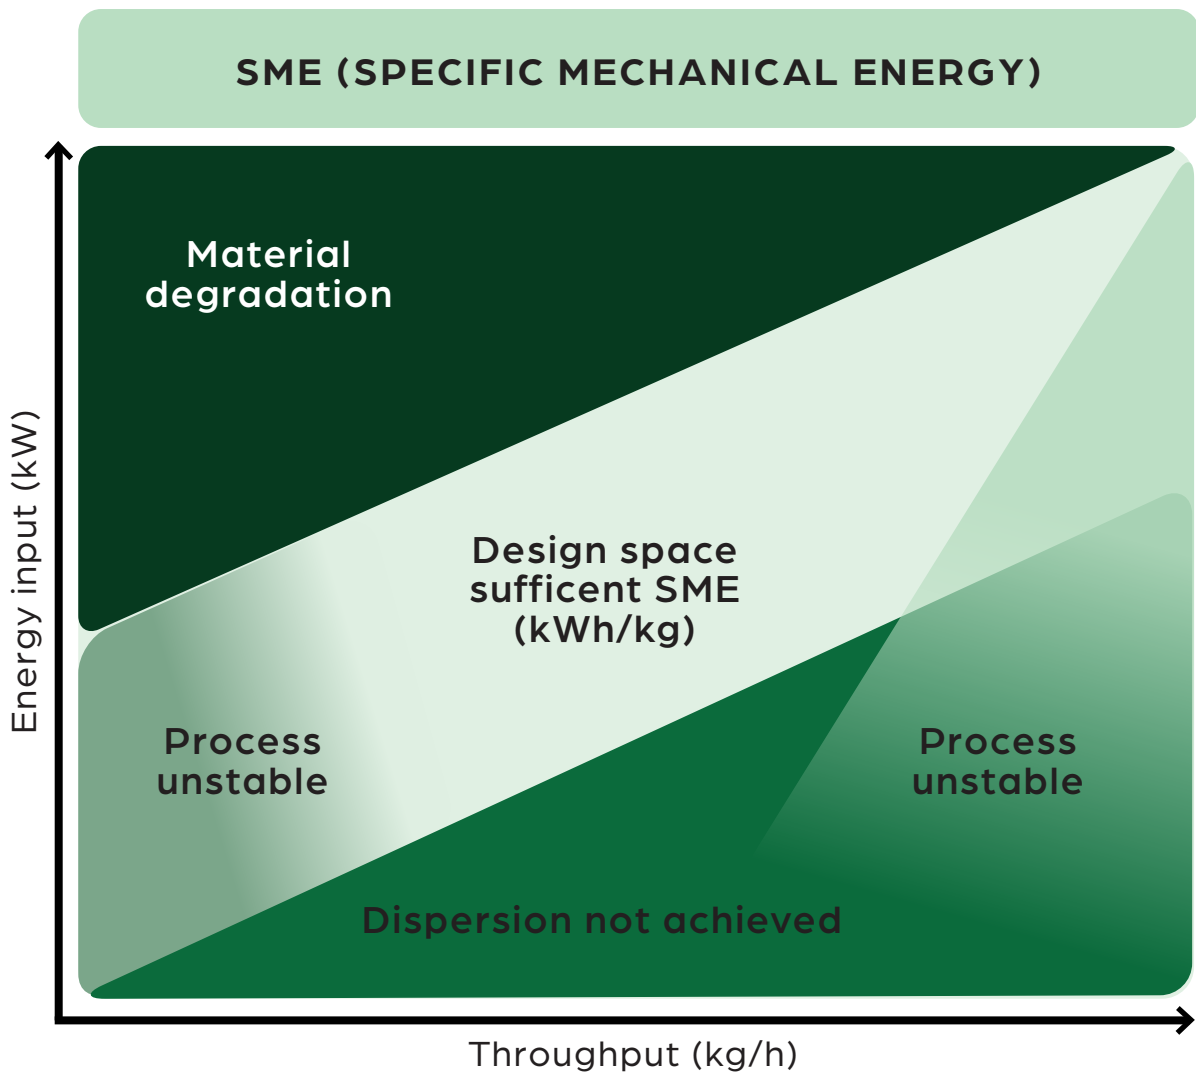 SME (SPECIFIC MECHANICAL ENERGY)
Material
degradation
Energy input (kW)
Design space
sufficent SME
(kWh/kg)
Process
unstable
Process
unstable
Dispersion not achieved
Throughput (kg/h)